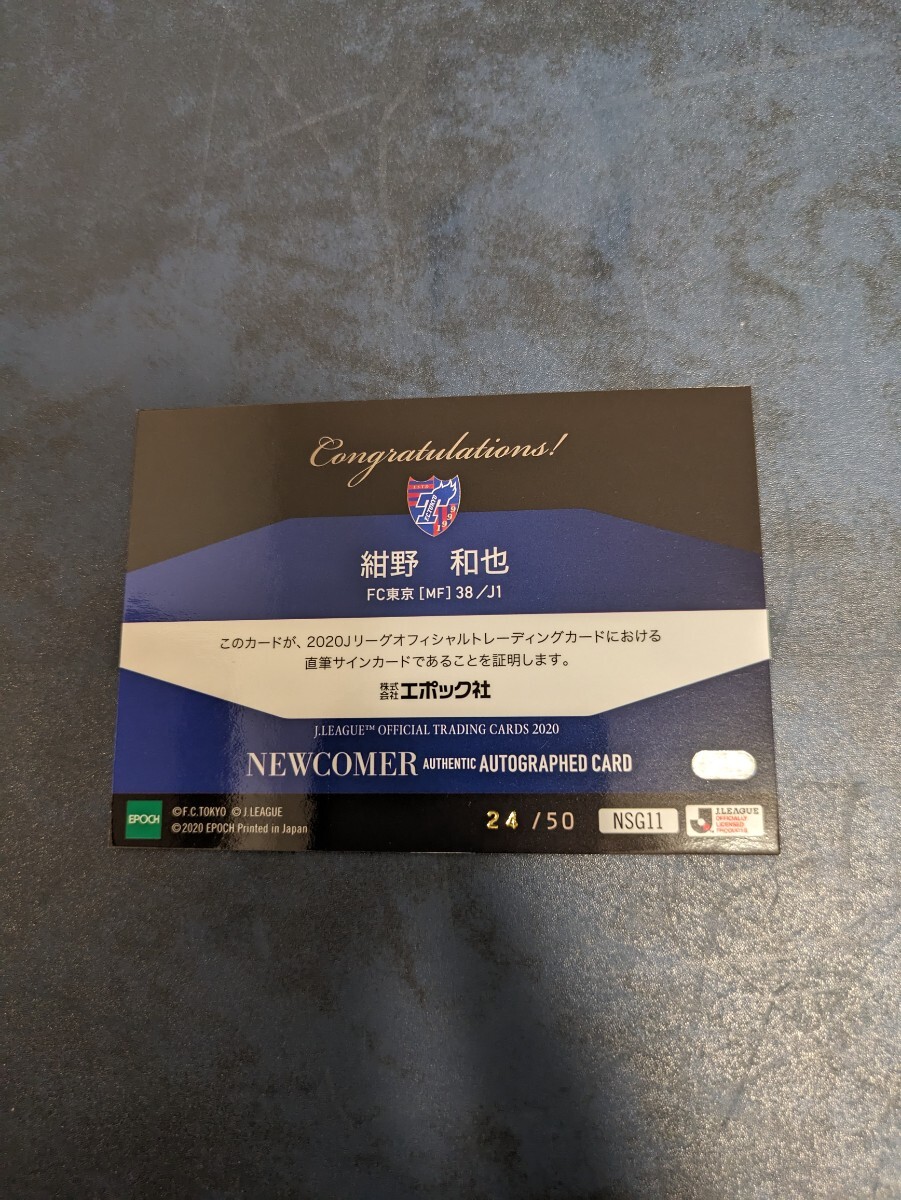 Congratulations!
F.C.TOKYO
1999
紺野　和也
FC東京 [MF] 38／J1
このカードが、2020Jリーグオフィシャルトレーディングカードにおける
直筆サインカードであることを証明します。
株式会社エポック社
J.LEAGUE™ OFFICIAL TRADING CARDS 2020
NEWCOMER AUTHENTIC AUTOGRAPHED CARD
EPOCH
©F.C.TOKYO ©J.LEAGUE
©2020 EPOCH Printed in Japan
24 /50
NSG11
J.LEAGUE
OFFICIALLY
LICENSED
PRODUCTS